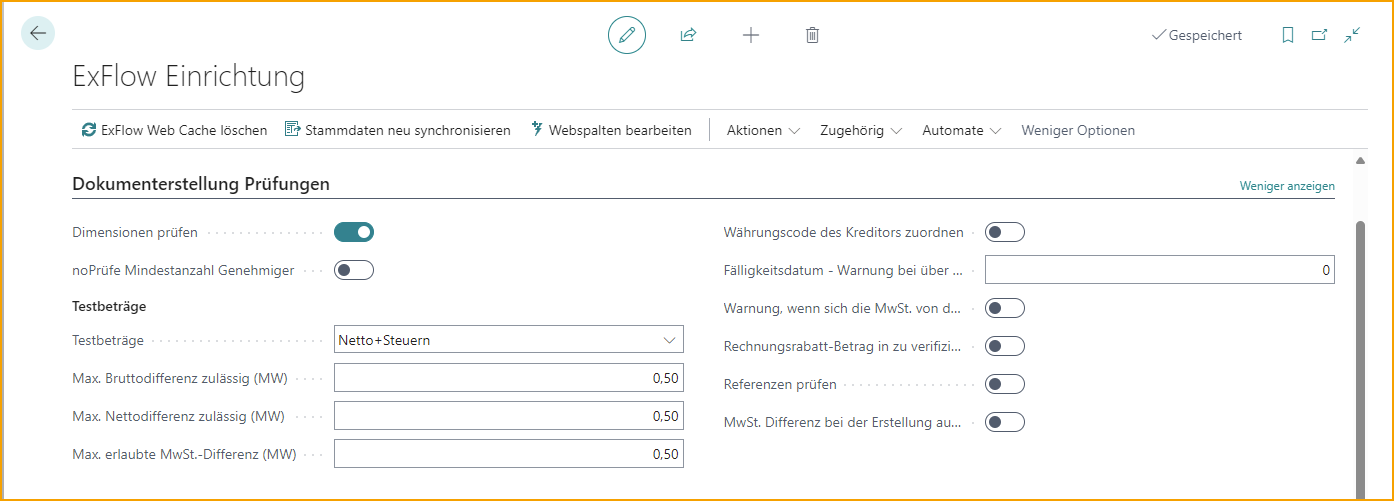 Gespeichert
ExFlow Einrichtung
ExFlow Web Cache löschen Stammdaten neu synchronisieren Webspalten bearbeiten Aktionen Zugehörig Automate Weniger Optionen
Dokumenterstellung Prüfungen Weniger anzeigen
Dimensionen prüfen
noPrüfe Mindestanzahl Genehmiger
Testbeträge
Testbeträge Netto+Steuern
Max. Bruttodifferenz zulässig (MW) 0,50
Max. Nettodifferenz zulässig (MW) 0,50
Max. erlaubte MwSt.-Differenz (MW) 0,50
Währungscode des Kreditors zuordnen
Fälligkeitsdatum - Warnung bei über ... 0
Warnung, wenn sich die MwSt. von d...
Rechnungsrabatt-Betrag in zu verifizi...
Referenzen prüfen
MwSt. Differenz bei der Erstellung au...